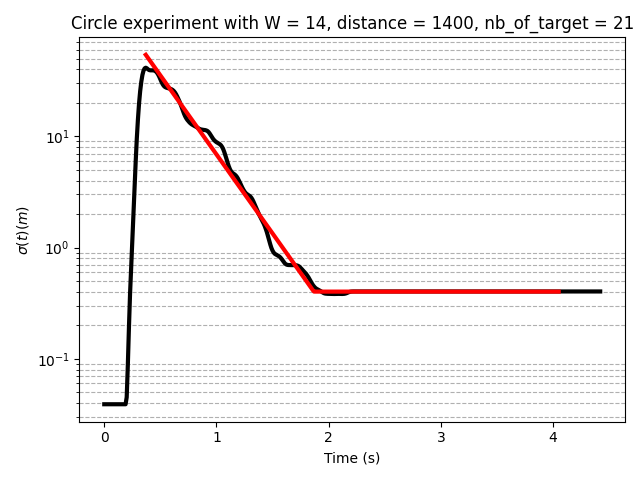 Circle experiment with W = 14, distance = 1400, nb_of_target = 21
σ(t)(m)
10¹
10⁰
10⁻¹
0 1 2 3 4
Time (s)